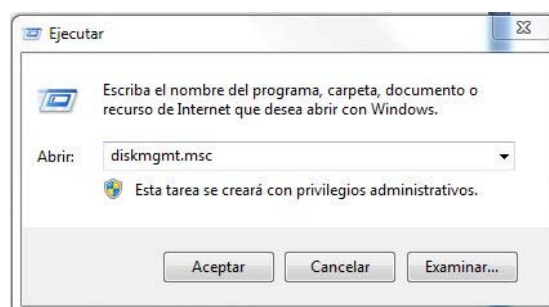 Ejecutar
Escriba el nombre del programa, carpeta, documento o
recurso de Internet que desea abrir con Windows.
Abrir: diskmgmt.msc
Esta tarea se creará con privilegios administrativos.
Aceptar Cancelar Examinar...